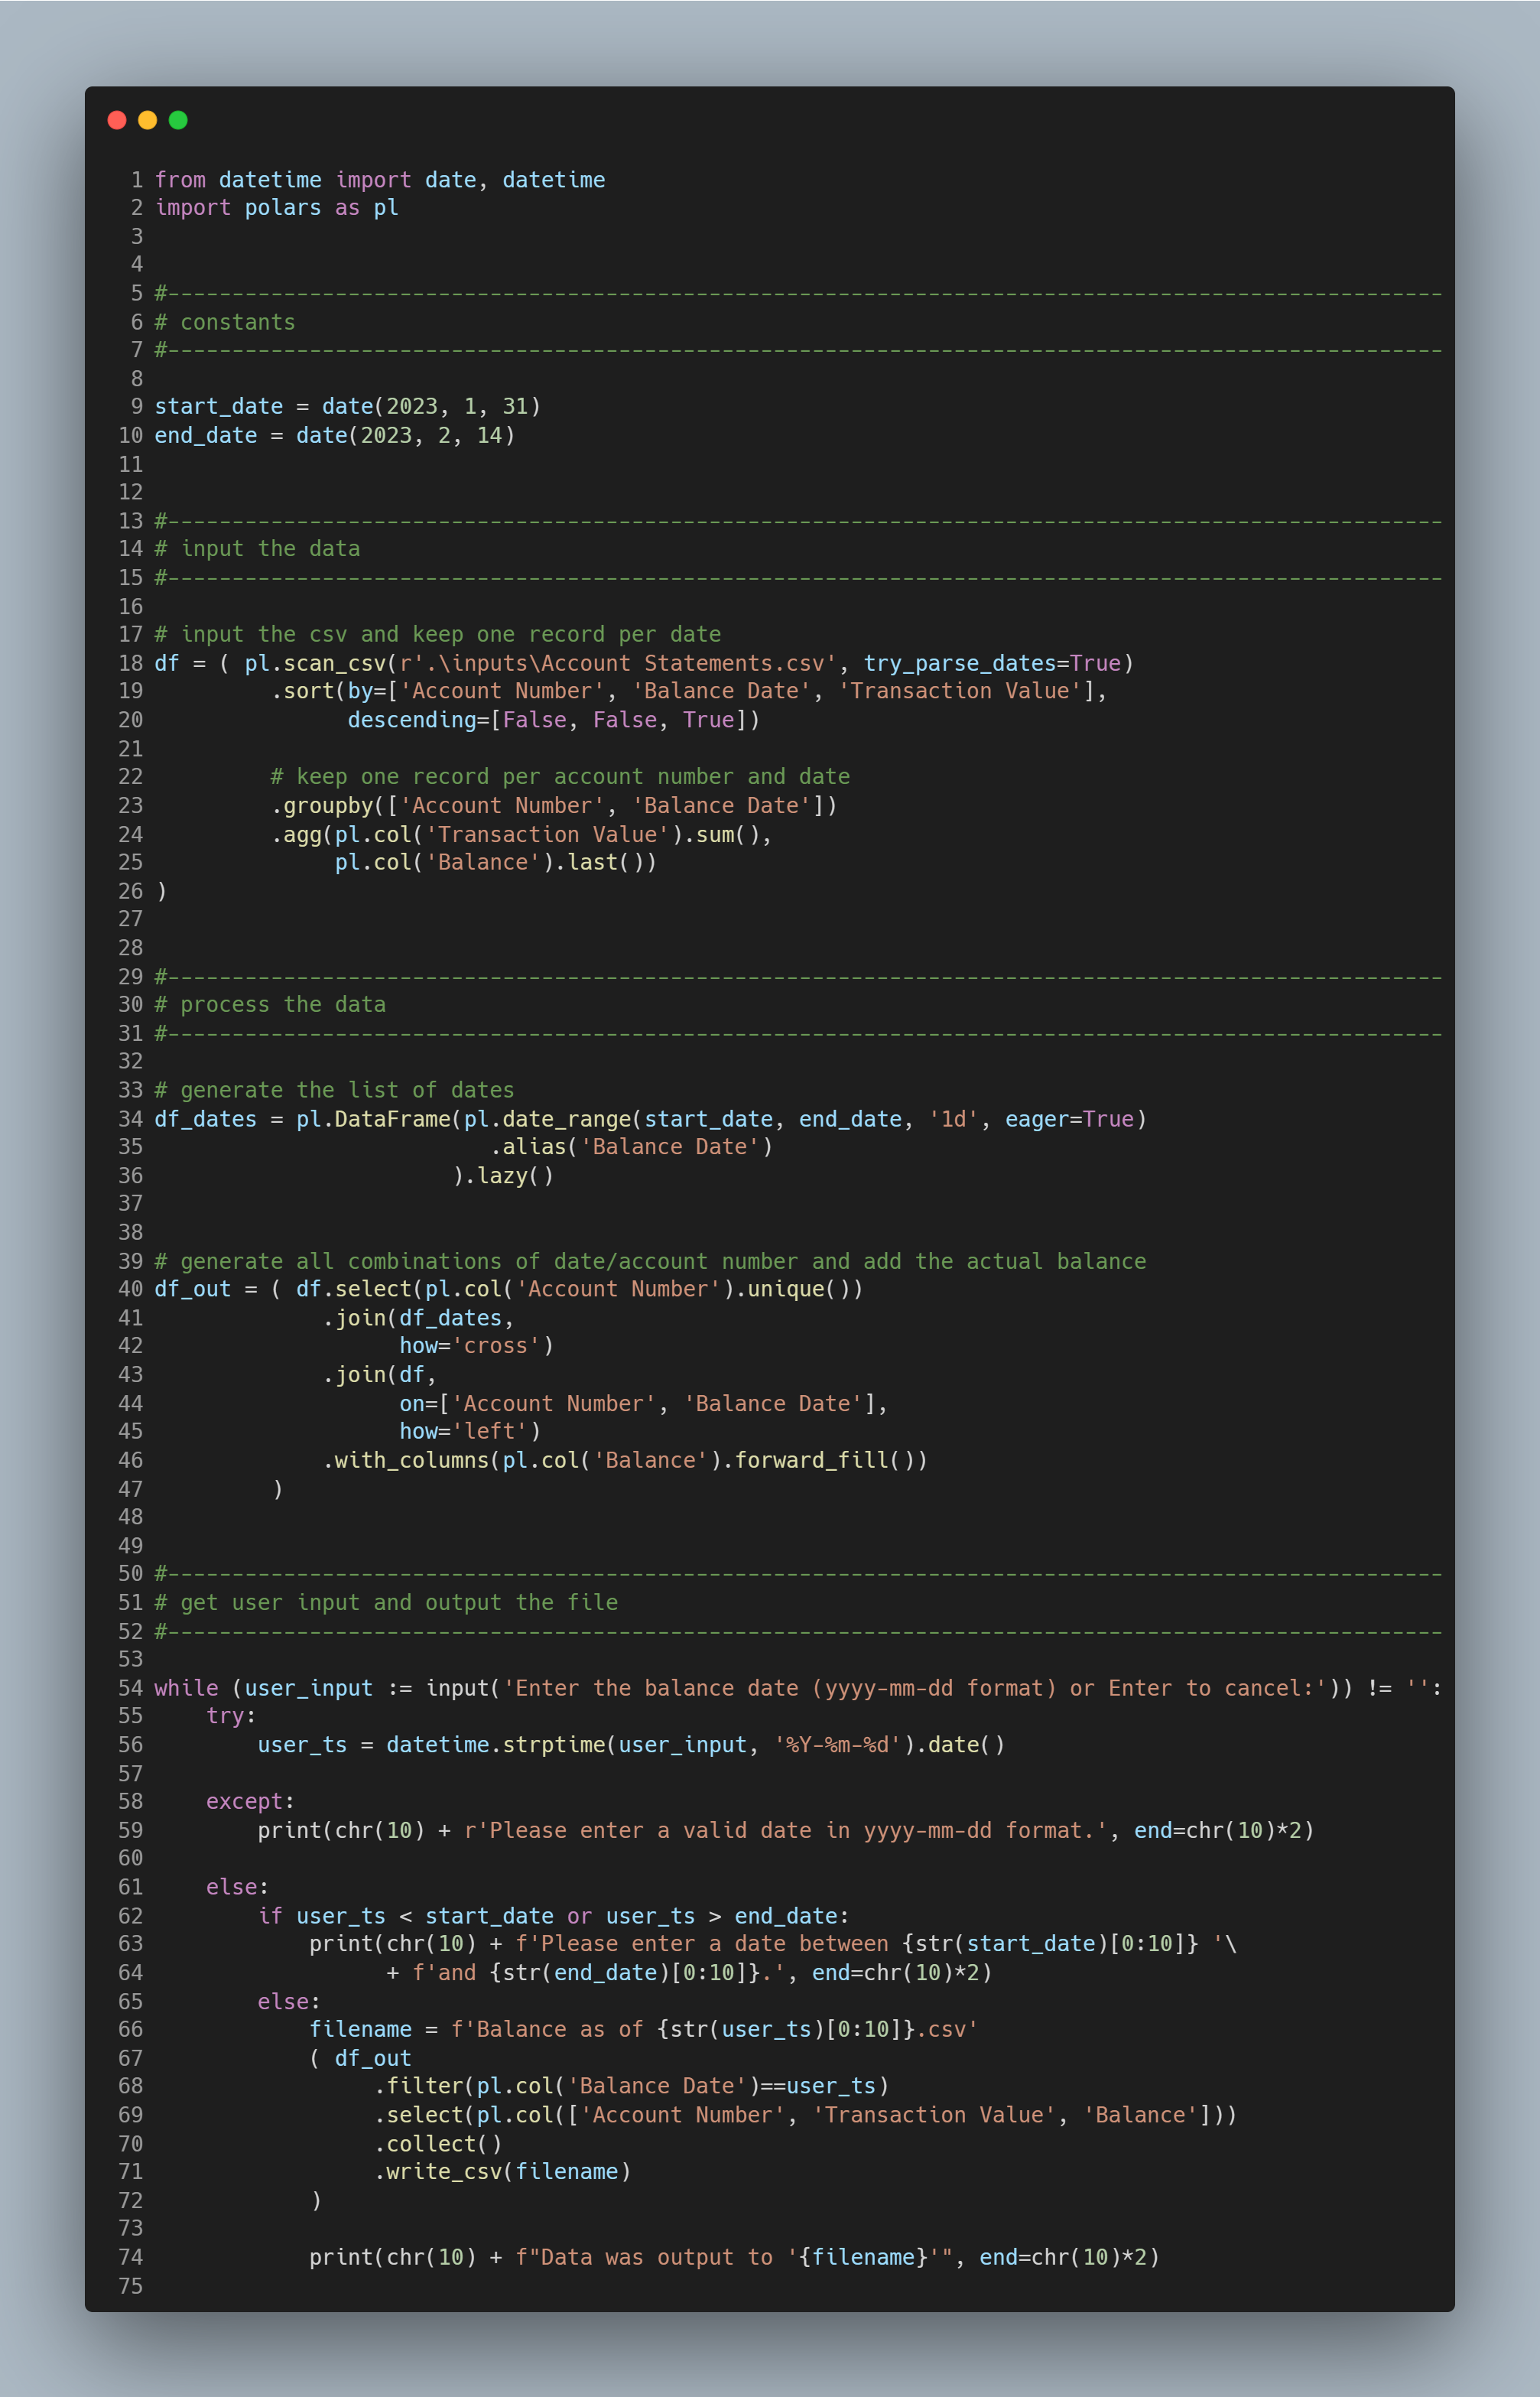 1 from datetime import date, datetime
2 import polars as pl
3
4
5 #---------------------------------------------------------------------------------------------------
6 # constants
7 #---------------------------------------------------------------------------------------------------
8
9 start_date = date(2023, 1, 31)
10 end_date = date(2023, 2, 14)
11
12
13 #---------------------------------------------------------------------------------------------------
14 # input the data
15 #---------------------------------------------------------------------------------------------------
16
17 # input the csv and keep one record per date
18 df = ( pl.scan_csv(r'.\inputs\Account Statements.csv', try_parse_dates=True)
19          .sort(by=['Account Number', 'Balance Date', 'Transaction Value'],
20                descending=[False, False, True])
21
22          # keep one record per account number and date
23          .groupby(['Account Number', 'Balance Date'])
24          .agg(pl.col('Transaction Value').sum(),
25               pl.col('Balance').last())
26 )
27
28
29 #---------------------------------------------------------------------------------------------------
30 # process the data
31 #---------------------------------------------------------------------------------------------------
32
33 # generate the list of dates
34 df_dates = pl.DataFrame(pl.date_range(start_date, end_date, '1d', eager=True)
35                           .alias('Balance Date')
36                        ).lazy()
37
38
39 # generate all combinations of date/account number and add the actual balance
40 df_out = ( df.select(pl.col('Account Number').unique())
41              .join(df_dates,
42                    how='cross')
43              .join(df,
44                    on=['Account Number', 'Balance Date'],
45                    how='left')
46              .with_columns(pl.col('Balance').forward_fill())
47          )
48
49
50 #---------------------------------------------------------------------------------------------------
51 # get user input and output the file
52 #---------------------------------------------------------------------------------------------------
53
54 while (user_input := input('Enter the balance date (yyyy-mm-dd format) or Enter to cancel:')) != '':
55     try:
56         user_ts = datetime.strptime(user_input, '%Y-%m-%d').date()
57
58     except:
59         print(chr(10) + r'Please enter a valid date in yyyy-mm-dd format.', end=chr(10)*2)
60
61     else:
62         if user_ts < start_date or user_ts > end_date:
63             print(chr(10) + f'Please enter a date between {str(start_date)[0:10]} '\
64                   + f'and {str(end_date)[0:10]}.', end=chr(10)*2)
65         else:
66             filename = f'Balance as of {str(user_ts)[0:10]}.csv'
67             ( df_out
68                  .filter(pl.col('Balance Date')==user_ts)
69                  .select(pl.col(['Account Number', 'Transaction Value', 'Balance']))
70                  .collect()
71                  .write_csv(filename)
72             )
73
74             print(chr(10) + f"Data was output to '{filename}'", end=chr(10)*2)
75